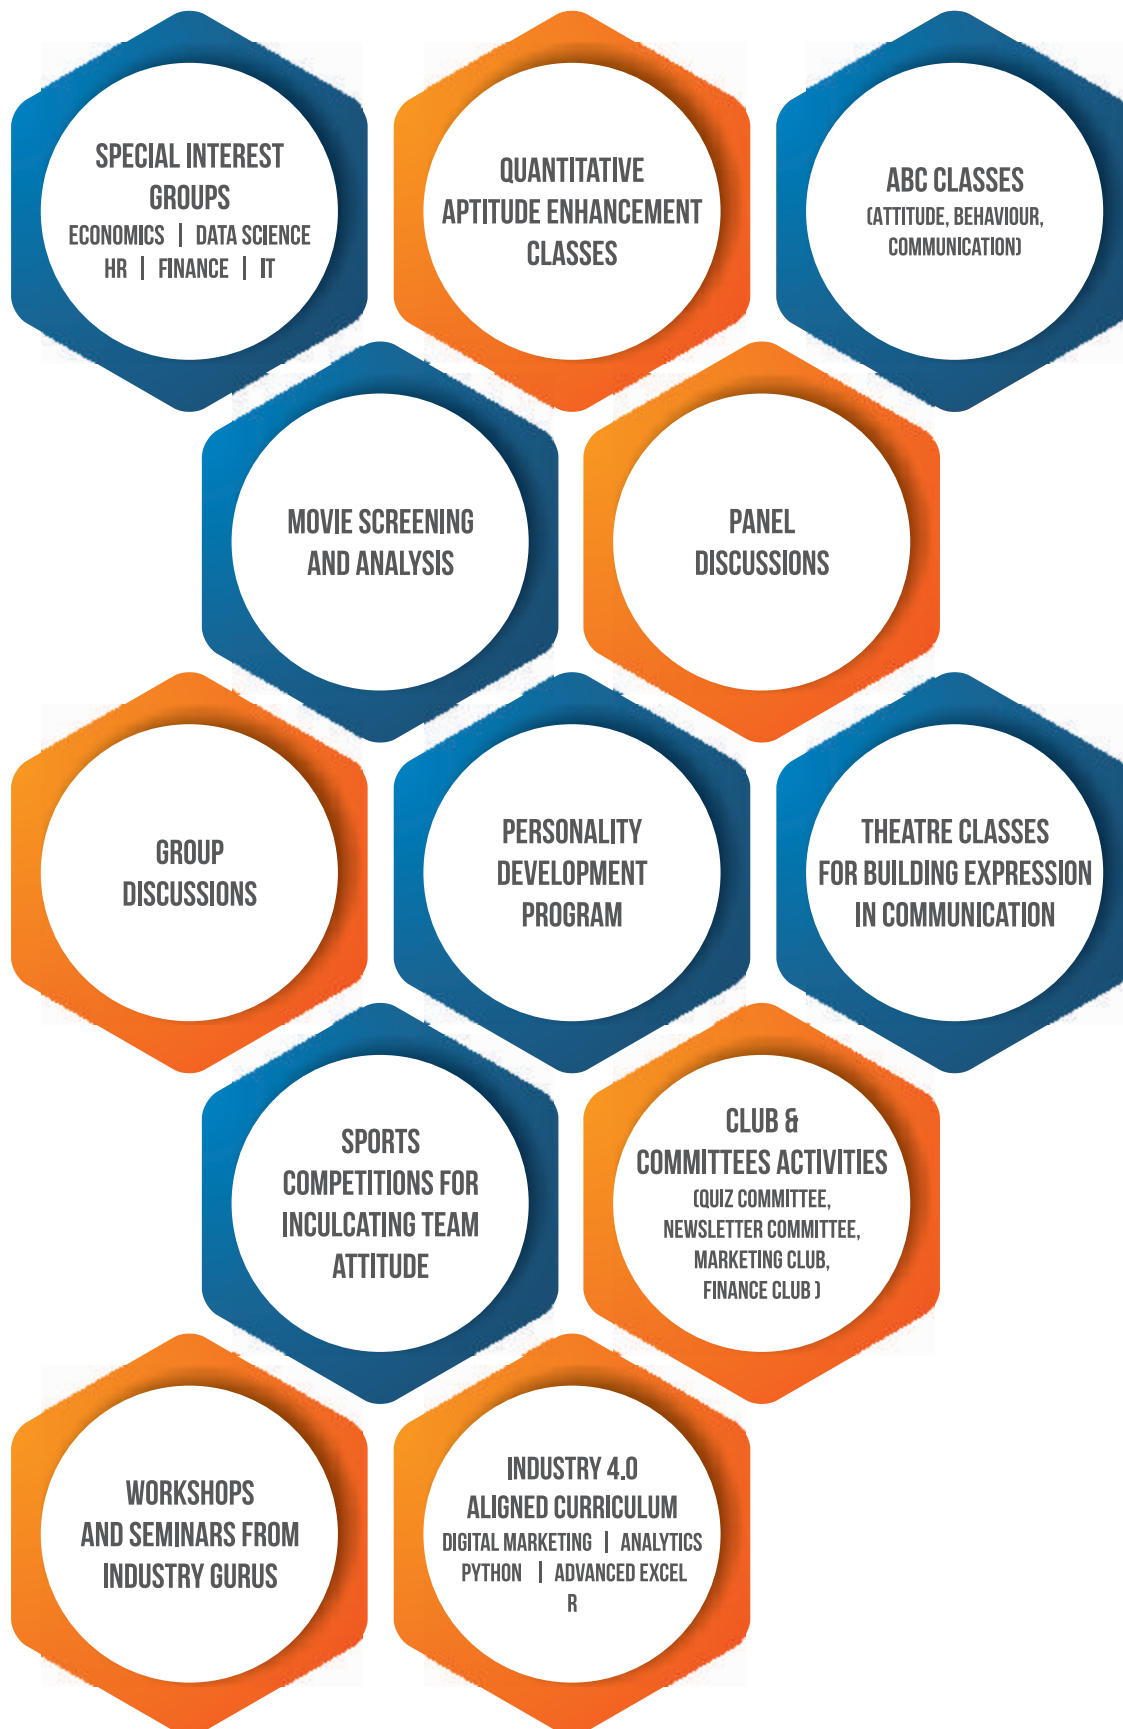 SPECIAL INTEREST
GROUPS
ECONOMICS | DATA SCIENCE
HR | FINANCE | IT
QUANTITATIVE
APTITUDE ENHANCEMENT
CLASSES
ABC CLASSES
(ATTITUDE, BEHAVIOUR,
COMMUNICATION)
MOVIE SCREENING
AND ANALYSIS
PANEL
DISCUSSIONS
GROUP
DISCUSSIONS
PERSONALITY
DEVELOPMENT
PROGRAM
THEATRE CLASSES
FOR BUILDING EXPRESSION
IN COMMUNICATION
SPORTS
COMPETITIONS FOR
INCULCATING TEAM
ATTITUDE
CLUB &
COMMITTEES ACTIVITIES
(QUIZ COMMITTEE,
NEWSLETTER COMMITTEE,
MARKETING CLUB,
FINANCE CLUB )
WORKSHOPS
AND SEMINARS FROM
INDUSTRY GURUS
INDUSTRY 4.0
ALIGNED CURRICULUM
DIGITAL MARKETING | ANALYTICS
PYTHON | ADVANCED EXCEL
R